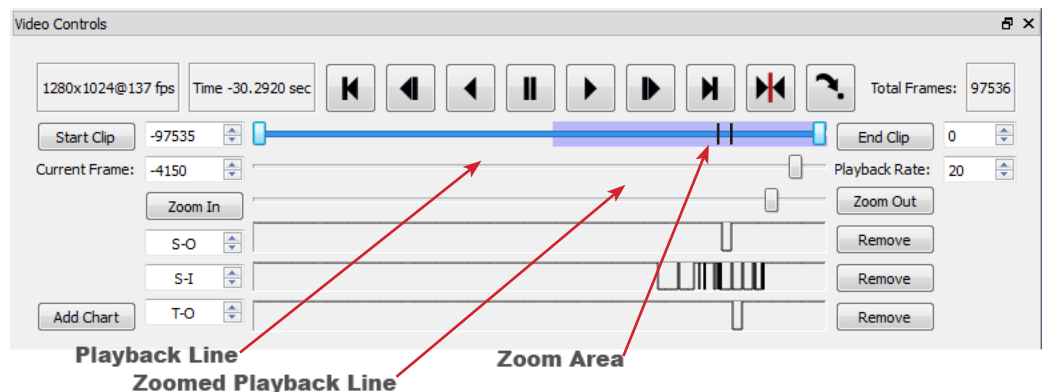 Video Controls
1280x1024@137 fps
Time -30.2920 sec
Total Frames:
97536
Start Clip
-97535
End Clip
0
Current Frame:
-4150
Playback Rate:
20
Zoom In
Zoom Out
S-O
Remove
S-I
Remove
Add Chart
T-O
Remove
Playback Line
Zoom Area
Zoomed Playback Line